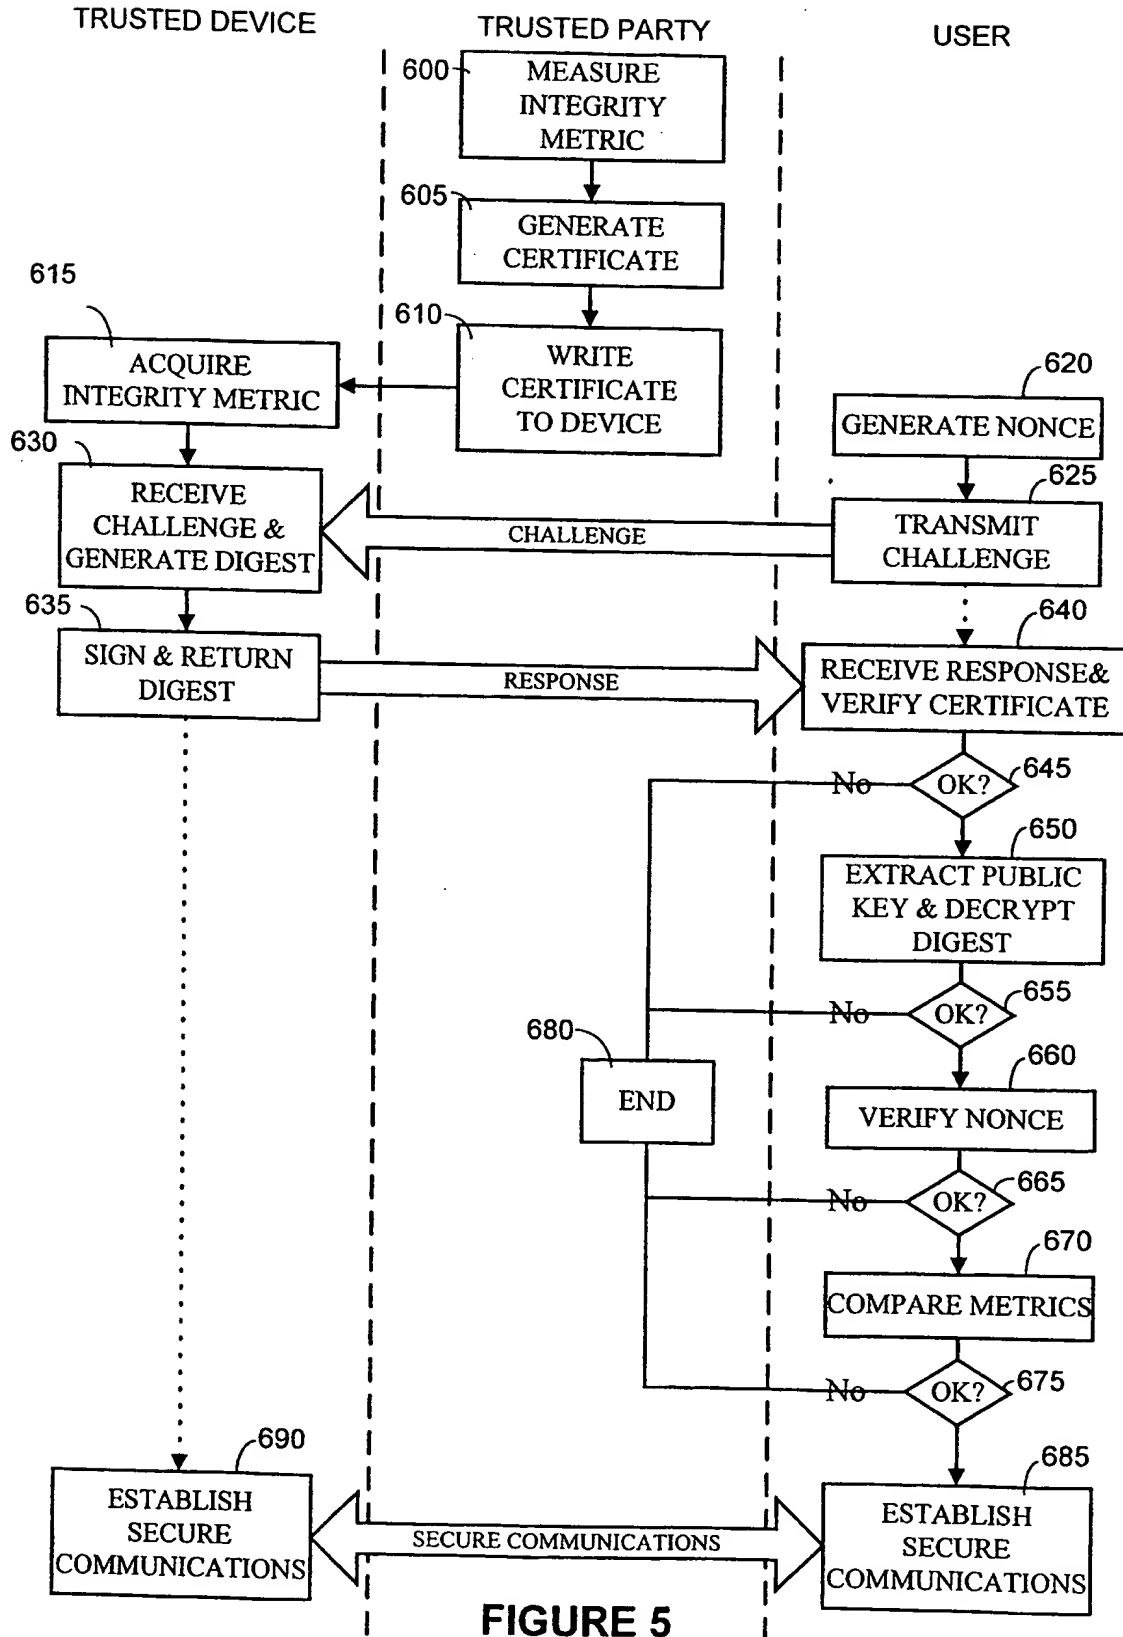 TRUSTED DEVICE
TRUSTED PARTY
USER
600
MEASURE
INTEGRITY
METRIC
605
GENERATE
CERTIFICATE
610
WRITE
CERTIFICATE
TO DEVICE
615
ACQUIRE
INTEGRITY METRIC
620
GENERATE NONCE
625
TRANSMIT
CHALLENGE
CHALLENGE
630
RECEIVE
CHALLENGE &
GENERATE DIGEST
635
SIGN & RETURN
DIGEST
RESPONSE
640
RECEIVE RESPONSE&
VERIFY CERTIFICATE
645
OK?
No
650
EXTRACT PUBLIC
KEY & DECRYPT
DIGEST
655
OK?
No
680
END
660
VERIFY NONCE
665
OK?
No
670
COMPARE METRICS
675
OK?
No
690
ESTABLISH
SECURE
COMMUNICATIONS
SECURE COMMUNICATIONS
685
ESTABLISH
SECURE
COMMUNICATIONS
FIGURE 5